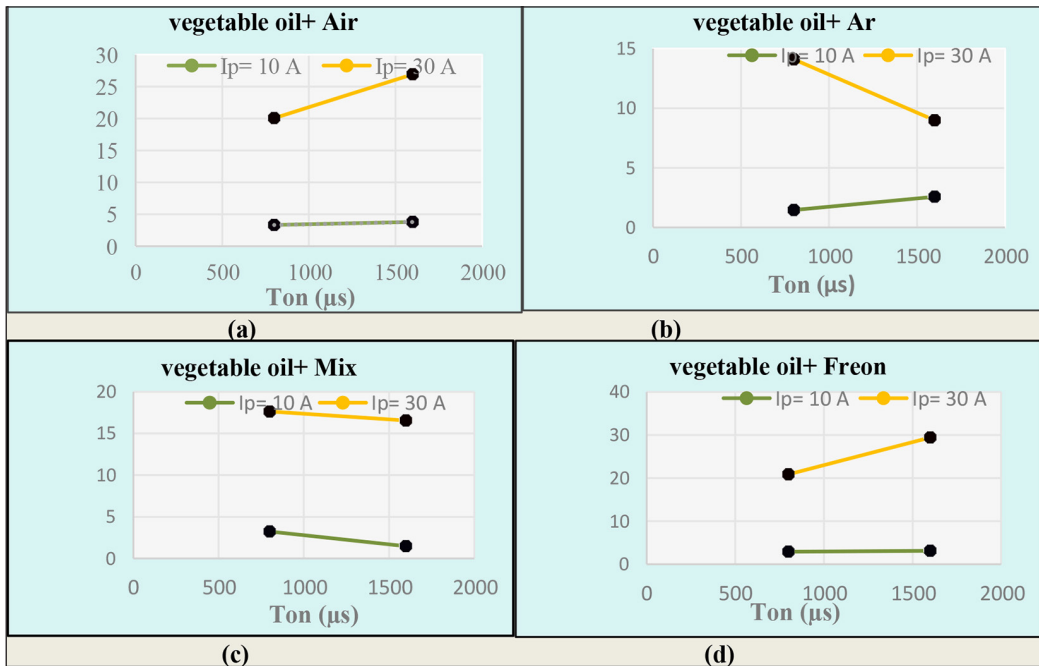 vegetable oil+ Air
30
Ip= 10 A Ip= 30 A
25
20
15
10
5
0
0 500 1000 1500 2000
Ton (µs)
(a)
vegetable oil+ Ar
15
Ip= 10 A Ip= 30 A
10
5
0
0 500 1000 1500 2000
Ton (µs)
(b)
vegetable oil+ Mix
20
Ip= 10 A Ip= 30 A
15
10
5
0
0 500 1000 1500 2000
Ton (µs)
(c)
vegetable oil+ Freon
40
Ip= 10 A Ip= 30 A
30
20
10
0
0 500 1000 1500 2000
Ton (µs)
(d)